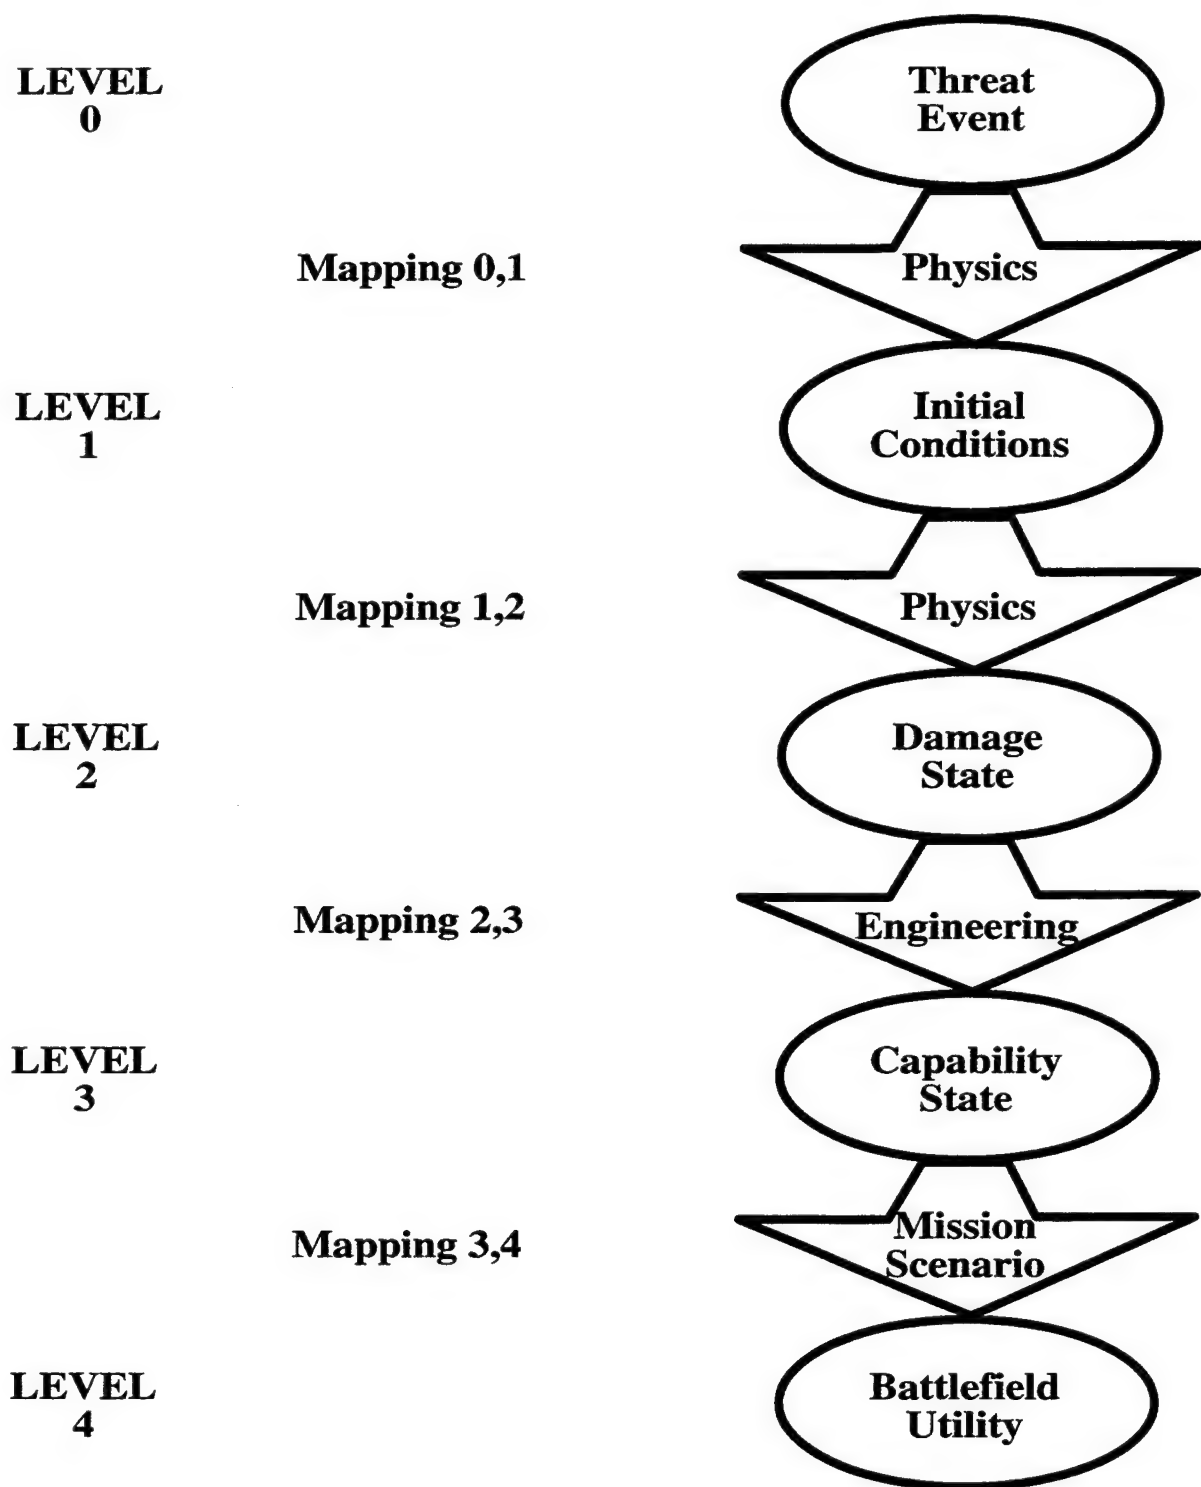 LEVEL
0
Threat
Event
Mapping 0,1
Physics
LEVEL
1
Initial
Conditions
Mapping 1,2
Physics
LEVEL
2
Damage
State
Mapping 2,3
Engineering
LEVEL
3
Capability
State
Mapping 3,4
Mission
Scenario
LEVEL
4
Battlefield
Utility